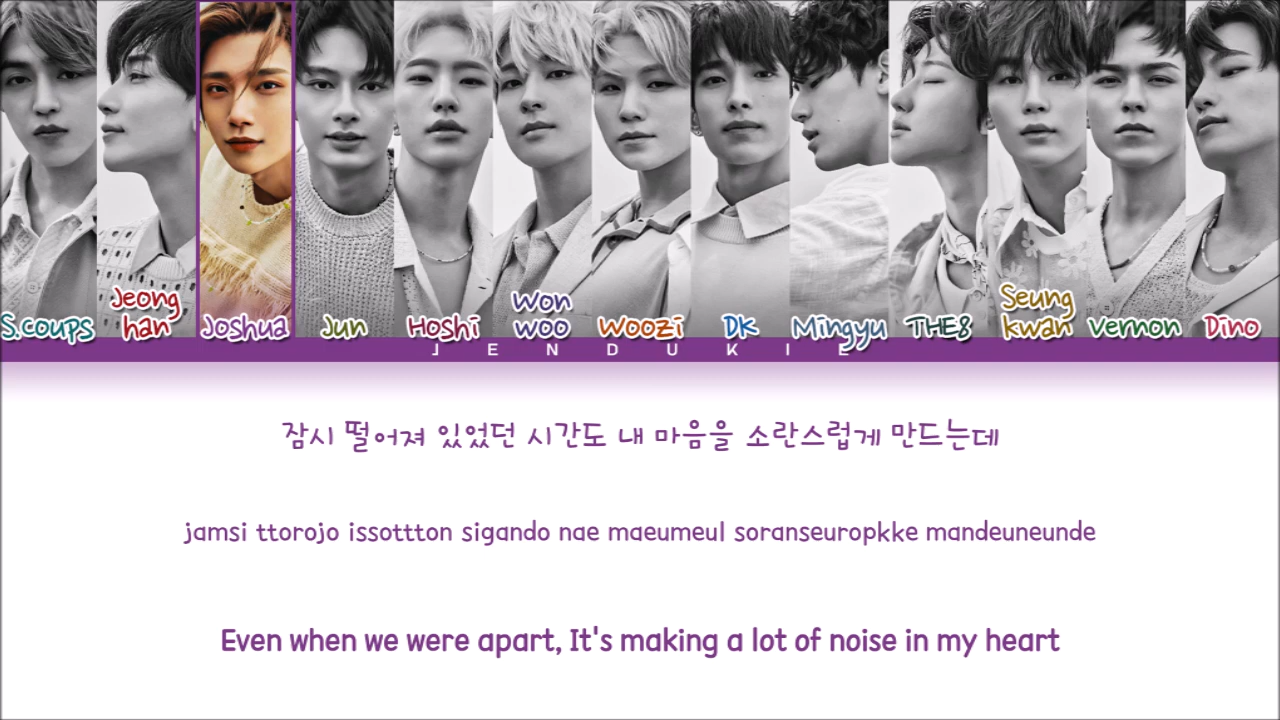 S.COUPS
Jeong
han
Joshua
Jun
Hoshi
Won
woo
Woozi
DK
Mingyu
THE8
Seung
kwan
vernon
Dino
JENDUKIE
잠시 떨어져 있었던 시간도 내 마음을 소란스럽게 만드는데
jamsi ttorojo issottton sigando nae maeumeul soranseuropkke mandeuneunde
Even when we were apart, It's making a lot of noise in my heart